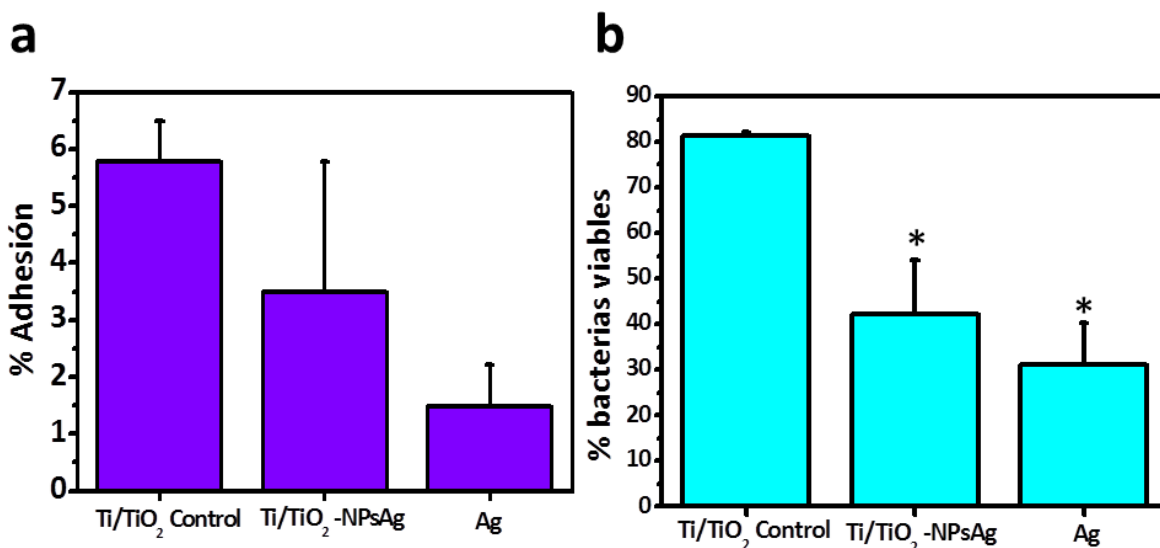 a
7
6
5
4
3
2
1
0
% Adhesión
Ti/TiO₂ Control
Ti/TiO₂ -NPsAg
Ag
b
90
80
70
60
50
40
30
20
10
0
% bacterias viables
*
*
Ti/TiO₂ Control
Ti/TiO₂ -NPsAg
Ag